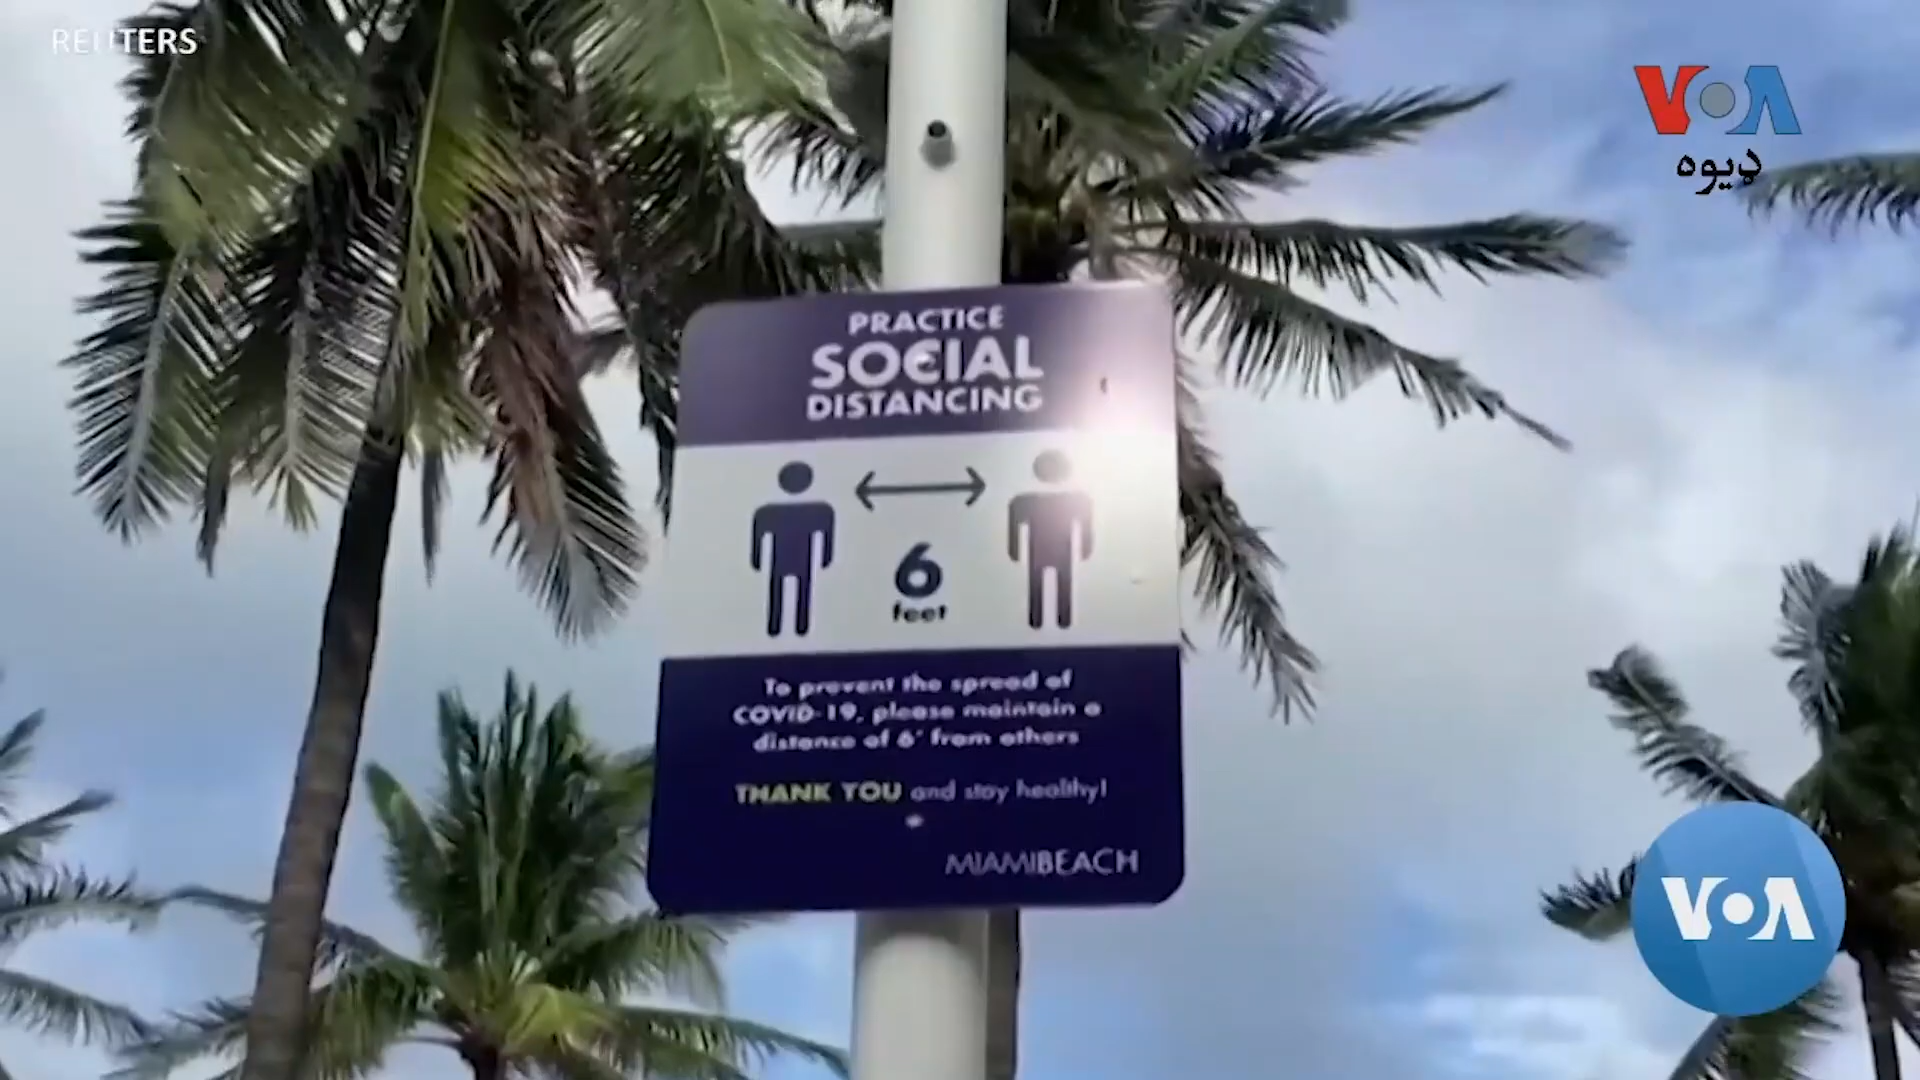 REUTERS
VOA
ډیوه
PRACTICE
SOCIAL
DISTANCING
6
feet
To prevent the spread of
COVID-19, please maintain a
distance of 6' from others
THANK YOU and stay healthy!
MIAMIBEACH
VOA